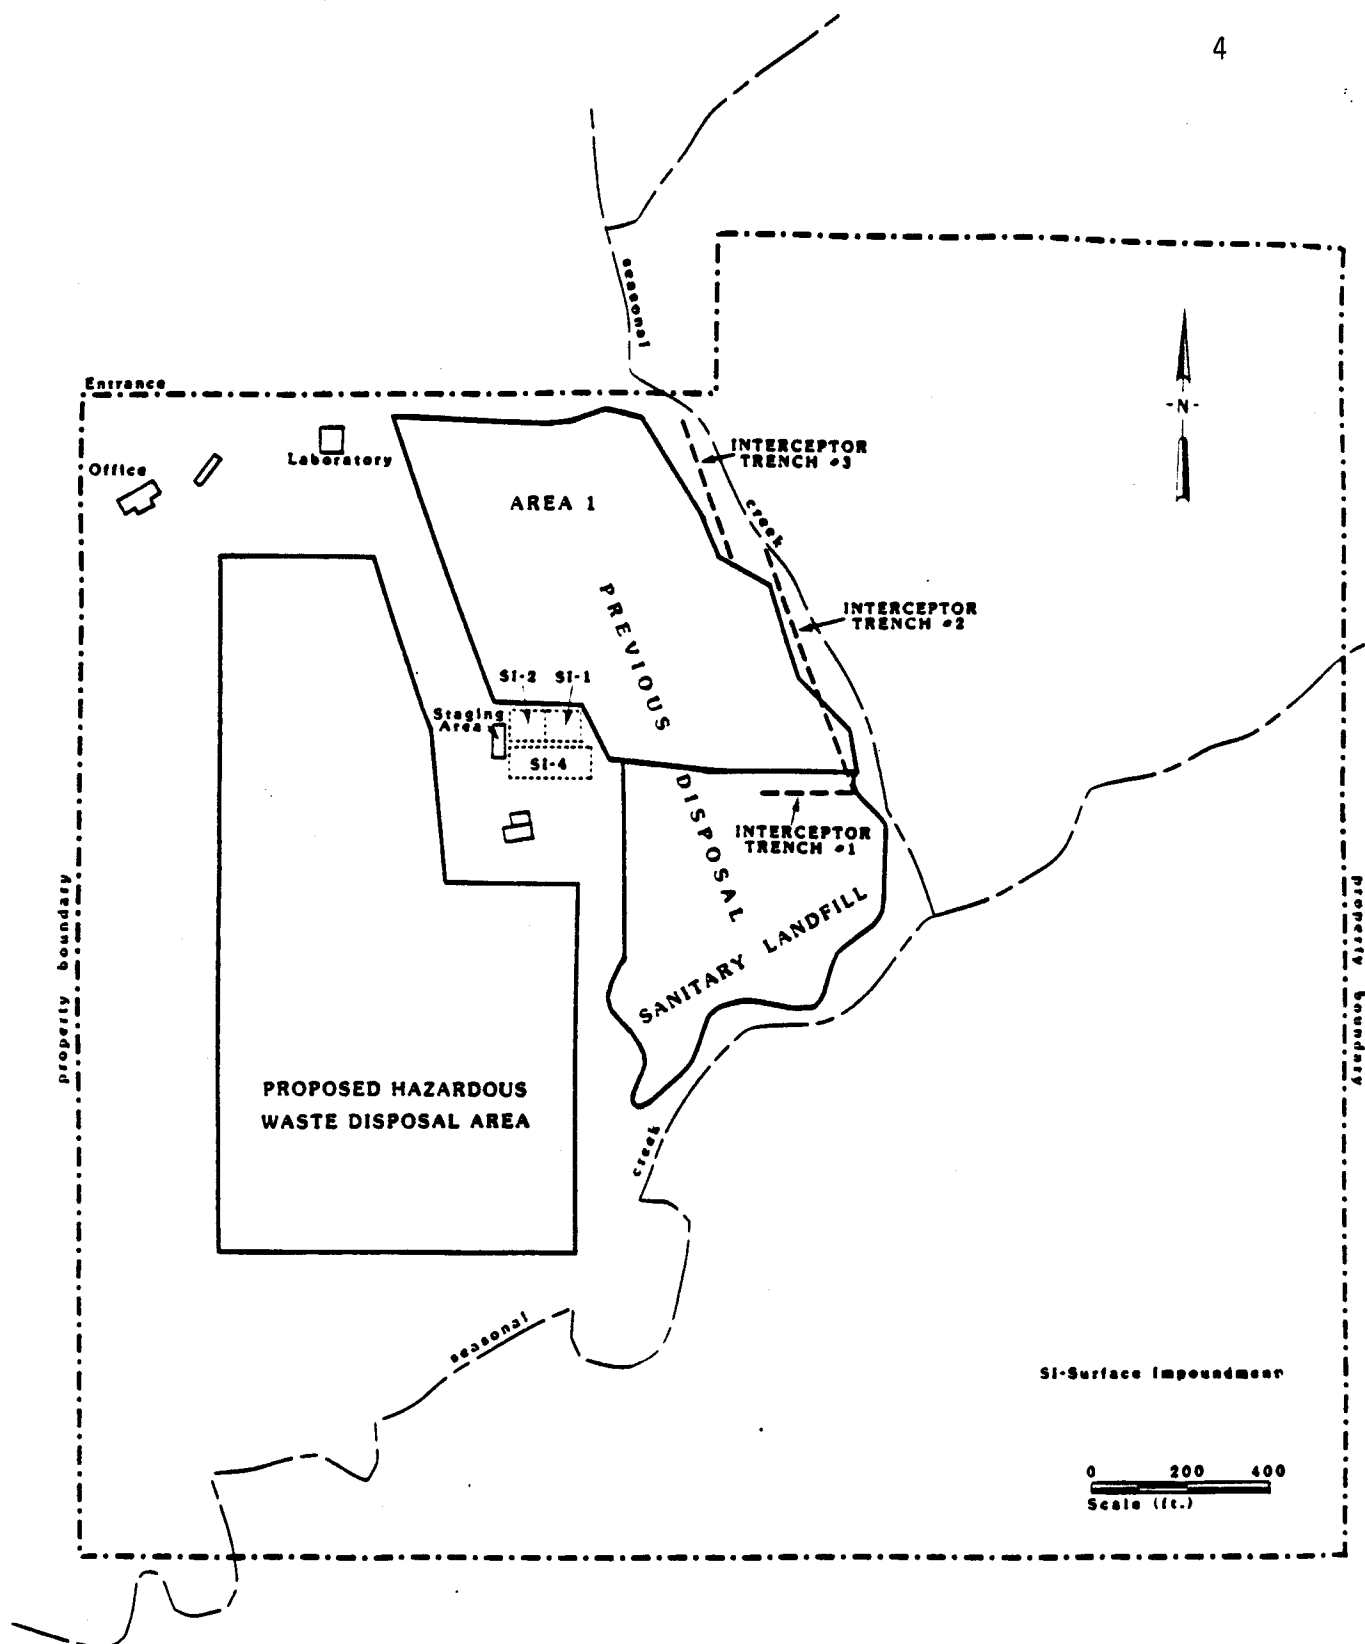 4
seasonal
Entrance
INTERCEPTOR
TRENCH #3
Laboratory
Office
AREA 1
creek
PREVIOUS
INTERCEPTOR
TRENCH #2
SI-2 SI-1
Staging
Area
SI-4
DISPOSAL
INTERCEPTOR
TRENCH #1
SANITARY LANDFILL
property boundary
property boundary
PROPOSED HAZARDOUS
WASTE DISPOSAL AREA
creek
seasonal
-N-
SI-Surface Impoundment
0 200 400
Scale (ft.)